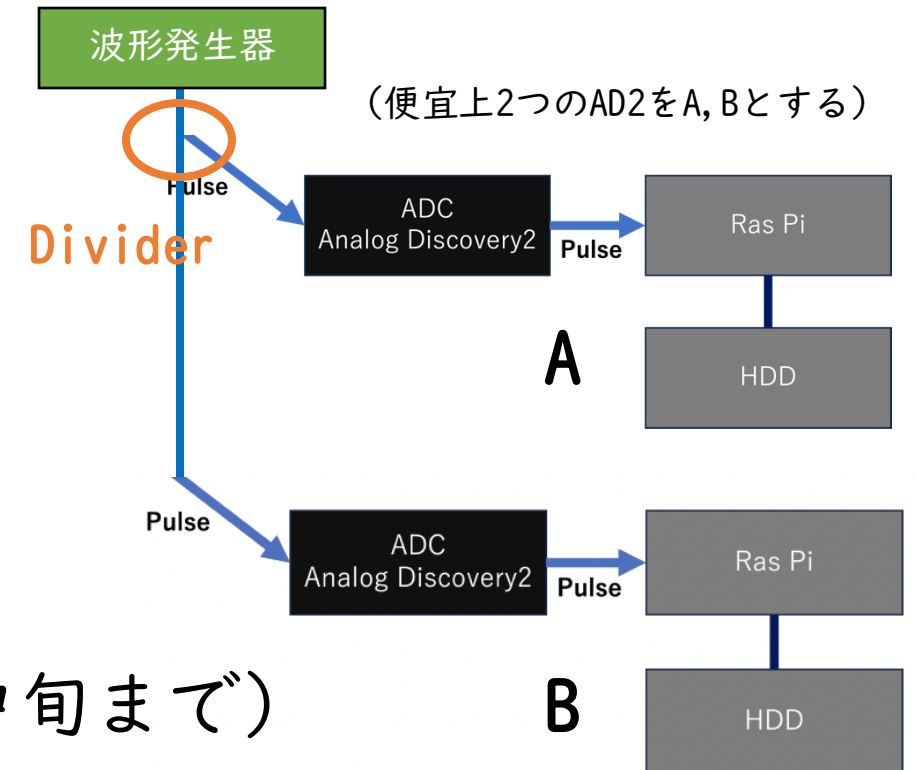 波形発生器
(便宜上2つのAD2をA,Bとする)
Pulse
Divider
ADC
Analog Discovery2
Pulse
Ras Pi
A
HDD
Pulse
ADC
Analog Discovery2
Pulse
Ras Pi
旬まで)
B
HDD